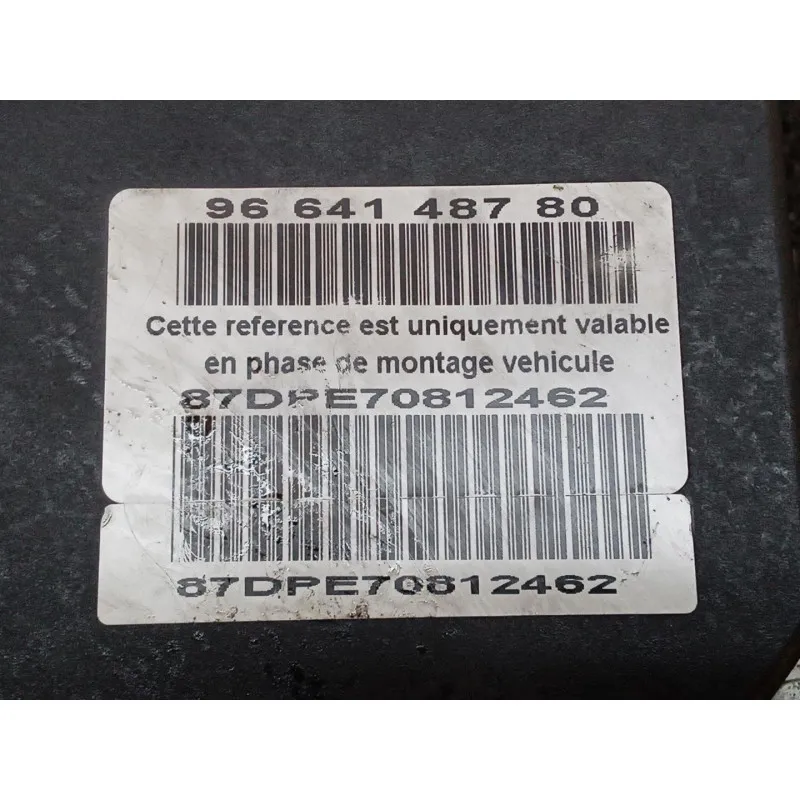 96 641 487 80
Cette reference est uniquement valable
en phase de montage vehicule
87DPE70812462
87DPE70812462